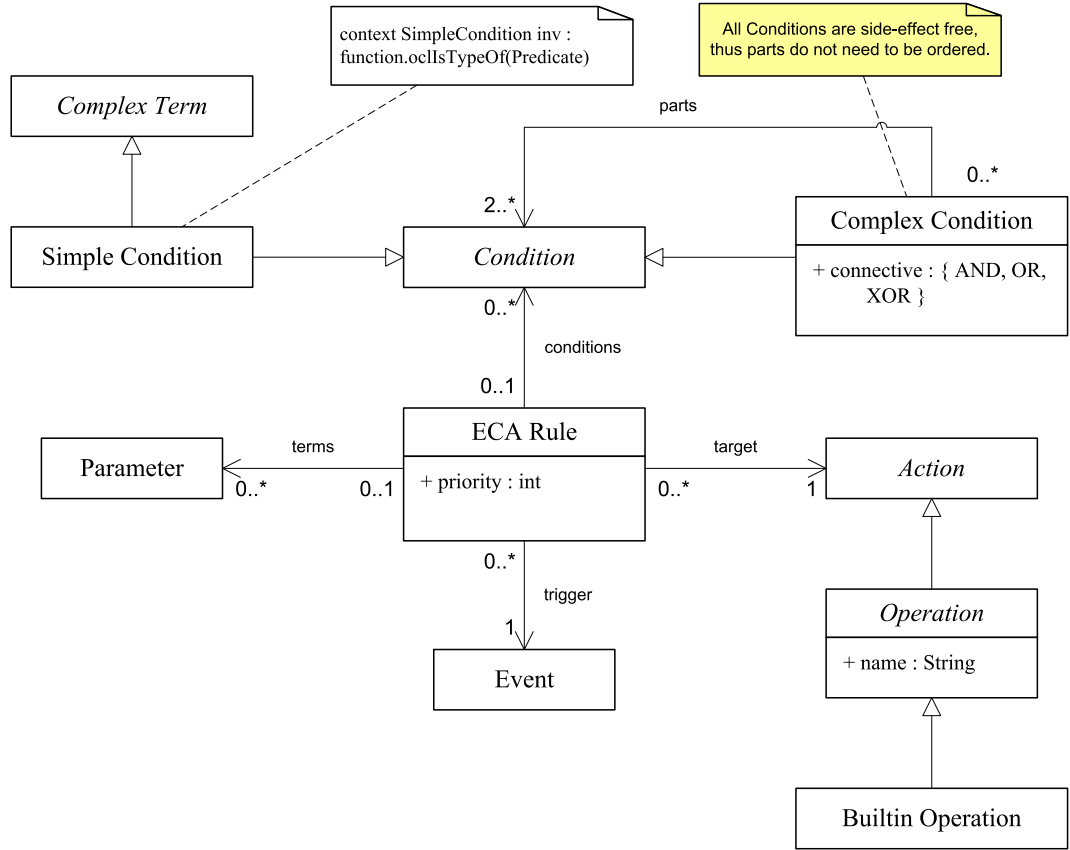 context SimpleCondition inv :
function.oclIsTypeOf(Predicate)
All Conditions are side-effect free,
thus parts do not need to be ordered.
Complex Term
parts
0..*
2..*
Simple Condition
Condition
Complex Condition
+ connective : { AND, OR,
XOR }
0..*
conditions
0..1
ECA Rule
+ priority : int
Parameter
terms
0..*
0..1
target
0..*
1
Action
0..*
trigger
1
Event
Operation
+ name : String
Builtin Operation